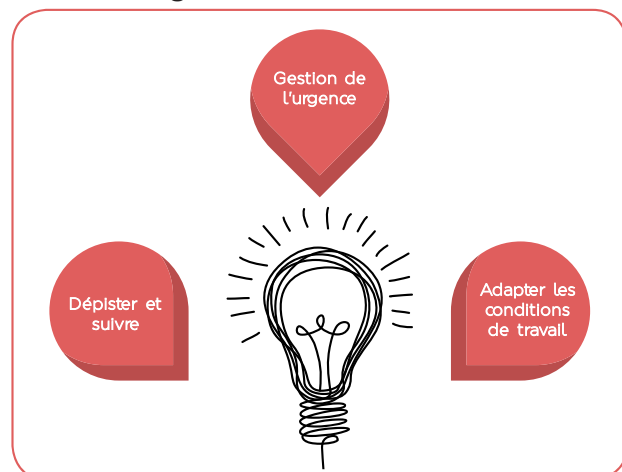 Gestion de
l'urgence
Dépister et
suivre
Adapter les
conditions
de travail